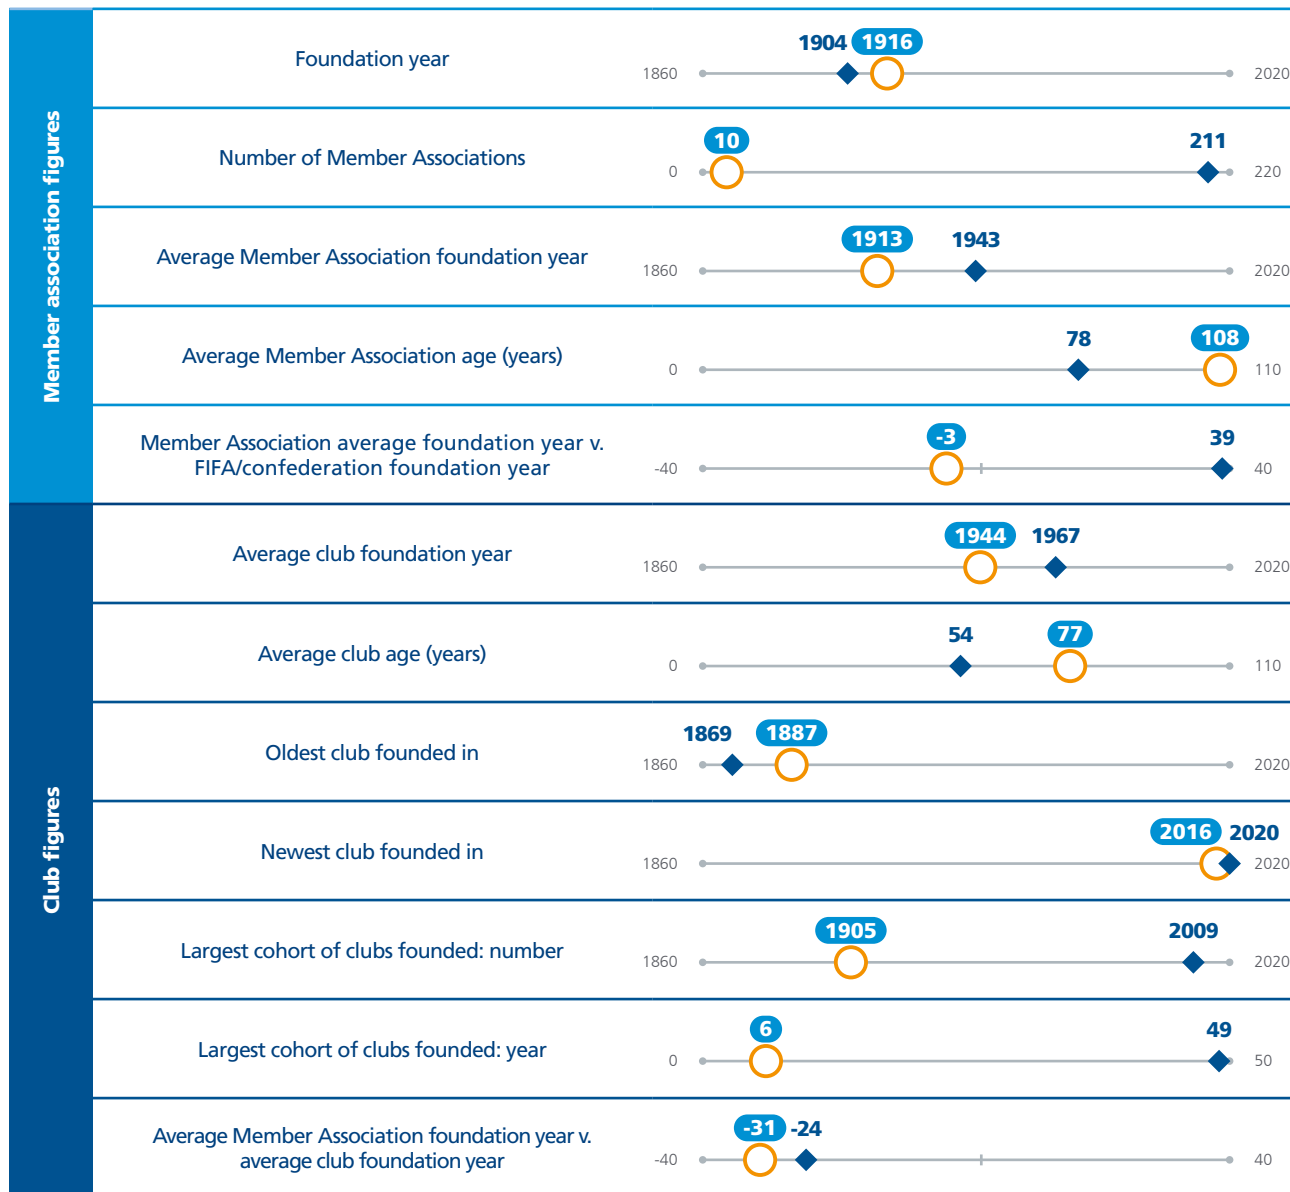 Member association figures
Foundation year
1904 1916
1860 2020
Number of Member Associations
10 211
0 220
Average Member Association foundation year
1913 1943
1860 2020
Average Member Association age (years)
78 108
0 110
Member Association average foundation year v.
FIFA/confederation foundation year
-3 39
-40 40
Club figures
Average club foundation year
1944 1967
1860 2020
Average club age (years)
54 77
0 110
Oldest club founded in
1869 1887
1860 2020
Newest club founded in
2016 2020
1860 2020
Largest cohort of clubs founded: number
1905 2009
1860 2020
Largest cohort of clubs founded: year
6 49
0 50
Average Member Association foundation year v.
average club foundation year
-31 -24
-40 40